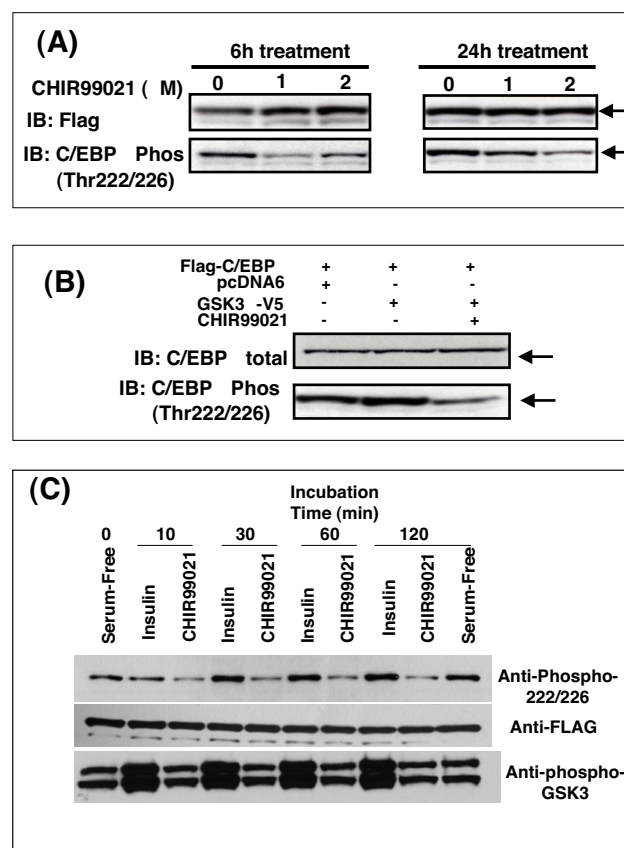 (A)
6h treatment 24h treatment
CHIR99021 ( M) 0 1 2 0 1 2
IB: Flag
IB: C/EBP Phos
(Thr222/226)
(B)
Flag-C/EBP + + +
pcDNA6 + - -
GSK3 -V5 - + +
CHIR99021 - - +
IB: C/EBP total
IB: C/EBP Phos
(Thr222/226)
(C)
Incubation
Time (min)
0 10 30 60 120
Serum-Free Insulin CHIR99021 Insulin CHIR99021 Insulin CHIR99021 Insulin CHIR99021 Serum-Free
Anti-Phospho-
222/226
Anti-FLAG
Anti-phospho-
GSK3